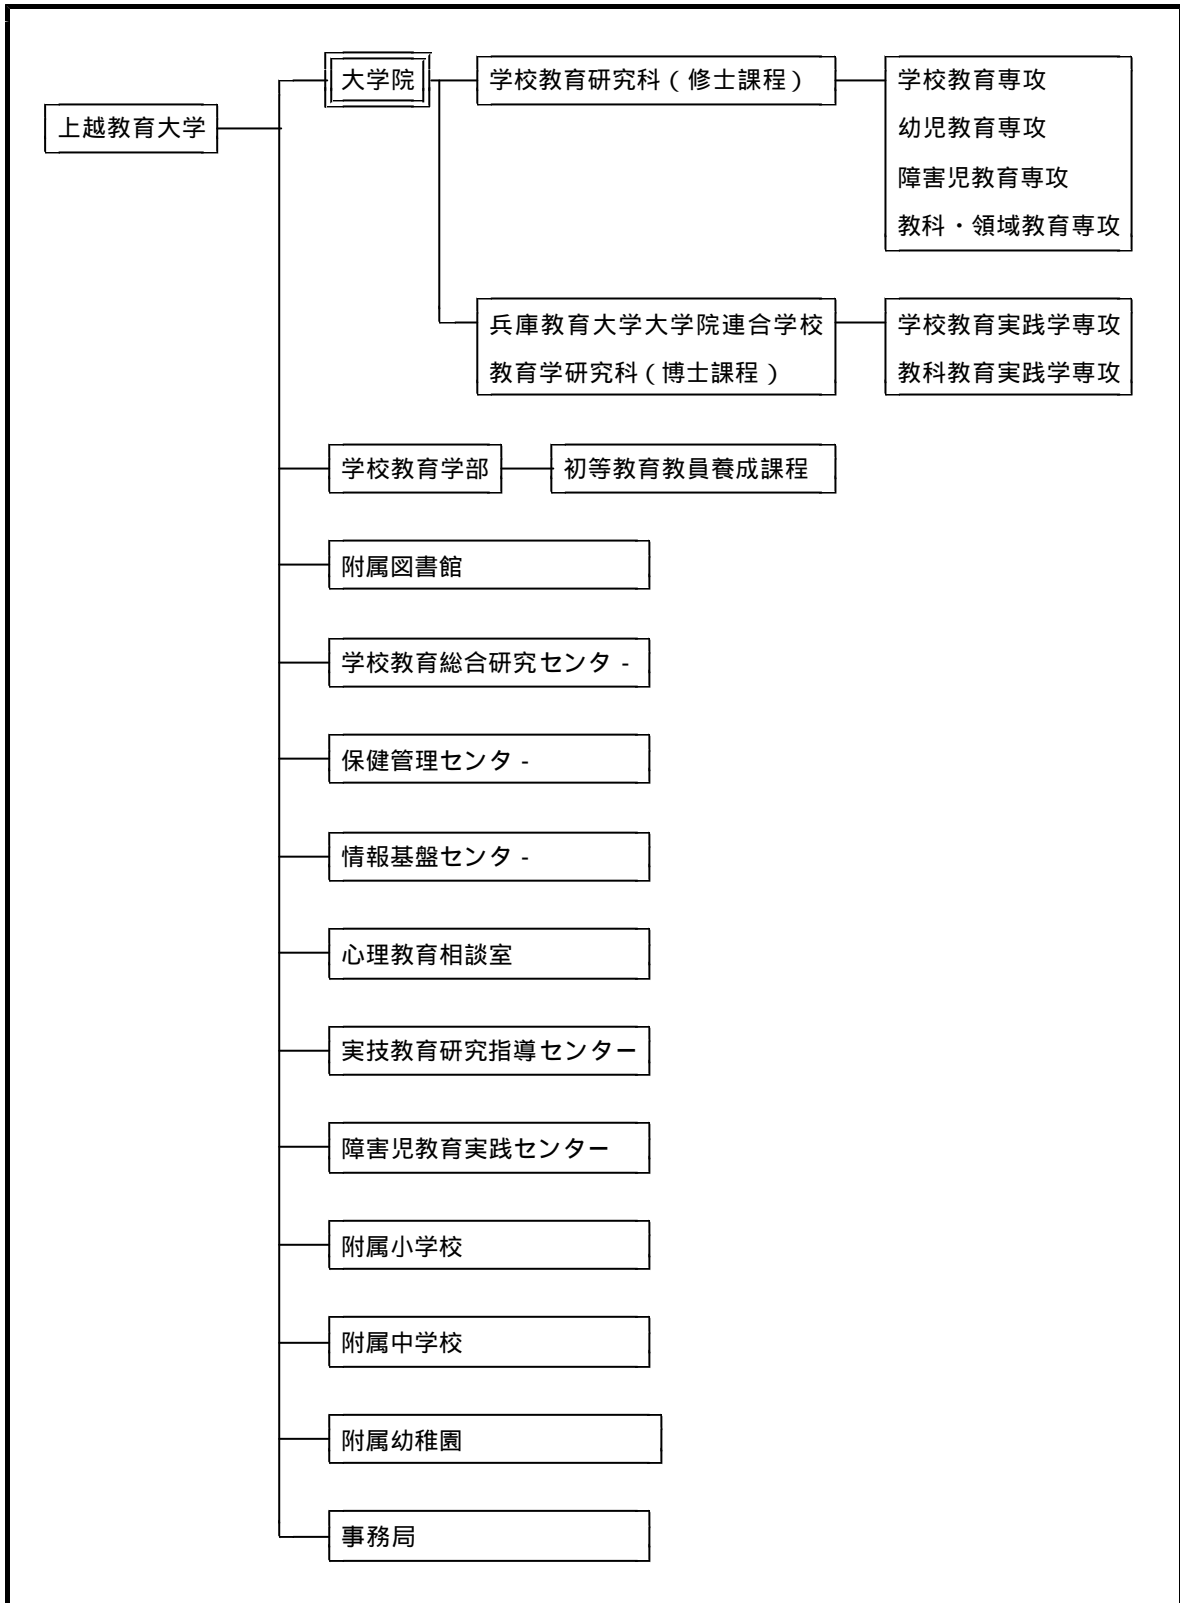 上越教育大学
大学院
学校教育研究科(修士課程)
学校教育専攻
幼児教育専攻
障害児教育専攻
教科・領域教育専攻
兵庫教育大学大学院連合学校
教育学研究科(博士課程)
学校教育実践学専攻
教科教育実践学専攻
学校教育学部
初等教育教員養成課程
附属図書館
学校教育総合研究センタ-
保健管理センタ-
情報基盤センタ-
心理教育相談室
実技教育研究指導センター
障害児教育実践センター
附属小学校
附属中学校
附属幼稚園
事務局